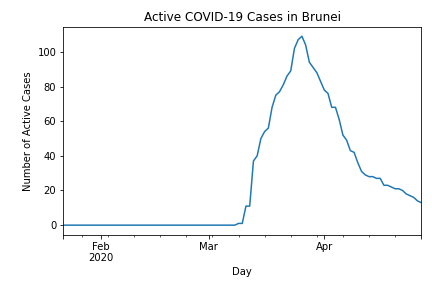 Active COVID-19 Cases in Brunei
Number of Active Cases
100
80
60
40
20
0
Feb
2020
Mar
Apr
Day